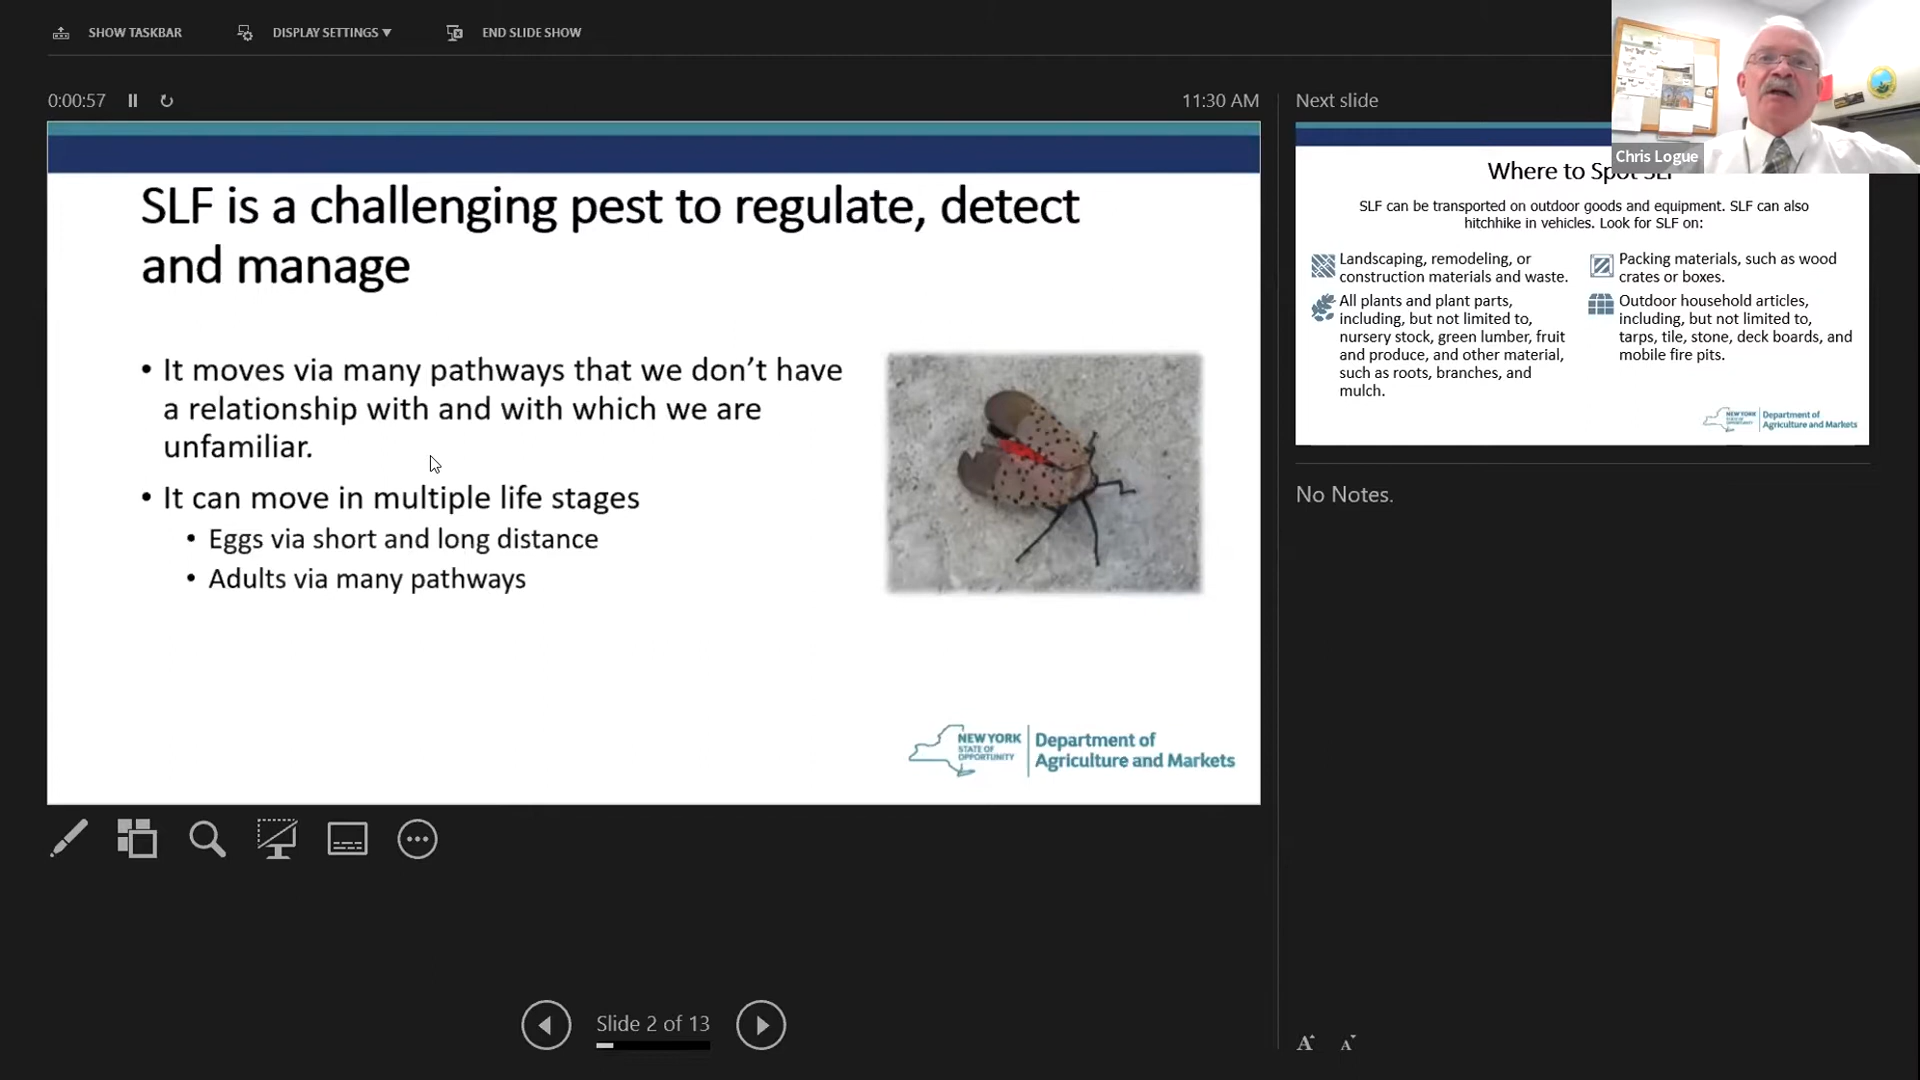 SHOW TASKBAR
DISPLAY SETTINGS ▾
END SLIDE SHOW
0:00:57
11:30 AM
SLF is a challenging pest to regulate, detect
and manage
• It moves via many pathways that we don’t have
a relationship with and with which we are
unfamiliar.
• It can move in multiple life stages
• Eggs via short and long distance
• Adults via many pathways
NEW YORK
STATE OF
OPPORTUNITY
Department of
Agriculture and Markets
Slide 2 of 13
Next slide
Chris Logue
Where to Spot SLF
SLF can be transported on outdoor goods and equipment. SLF can also
hitchhike in vehicles. Look for SLF on:
Landscaping, remodeling, or
construction materials and waste.
All plants and plant parts,
including, but not limited to,
nursery stock, green lumber, fruit
and produce, and other material,
such as roots, branches, and
mulch.
Packing materials, such as wood
crates or boxes.
Outdoor household articles,
including, but not limited to,
tarps, tile, stone, deck boards, and
mobile fire pits.
NEW YORK
STATE OF
OPPORTUNITY
Department of
Agriculture and Markets
No Notes.
A A